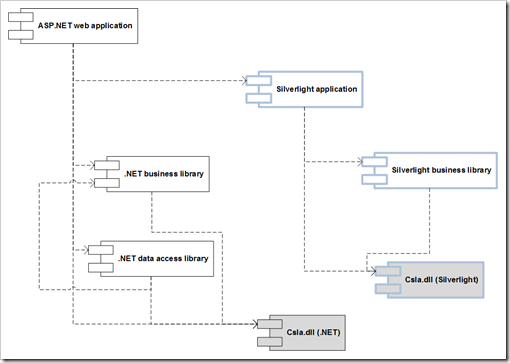 ASP.NET web application
Silverlight application
Silverlight business library
.NET business library
.NET data access library
Csla.dll (Silverlight)
Csla.dll (.NET)